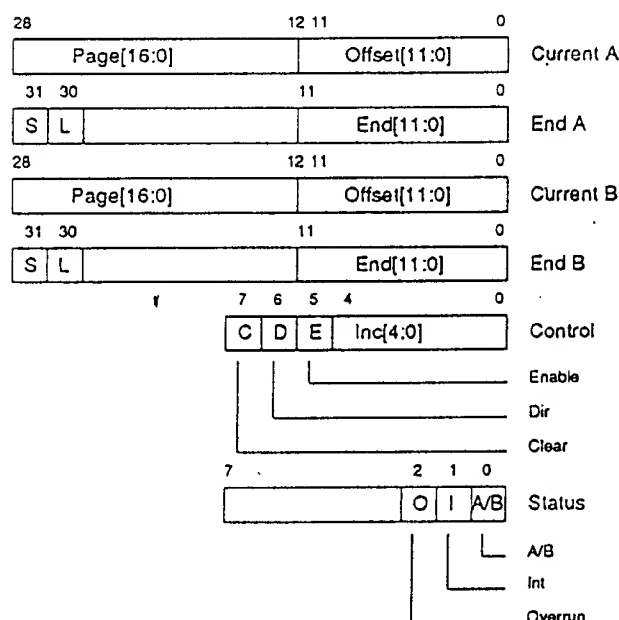 28 12 11 0
Page[16:0] Offset[11:0] Current A
31 30 11 0
S L End[11:0] End A
28 12 11 0
Page[16:0] Offset[11:0] Current B
31 30 11 0
S L End[11:0] End B
7 6 5 4 0
C D E Inc[4:0] Control
Enable
Dir
Clear
7 2 1 0
O I A/B Status
A/B
Int
Overrun